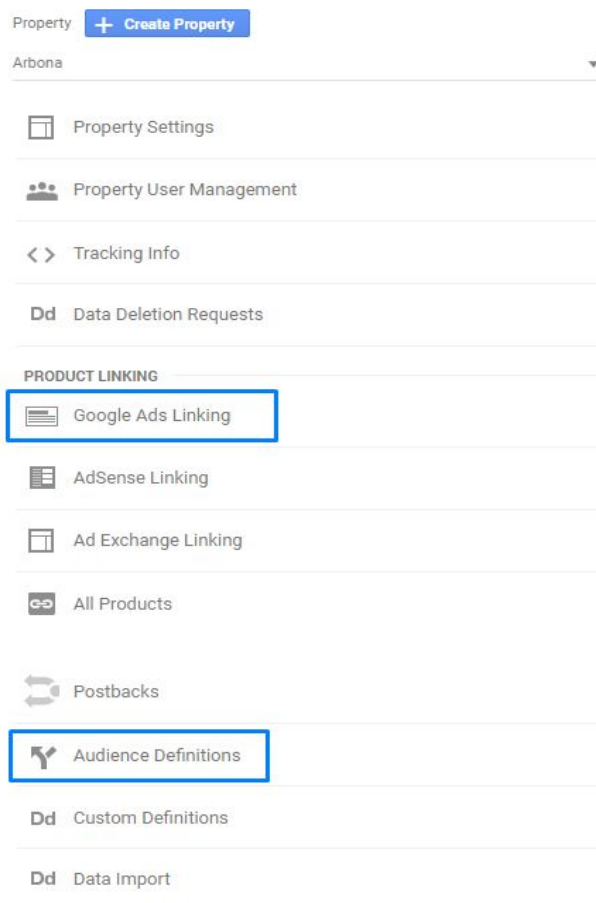 Property + Create Property
Arbona
Property Settings
Property User Management
<> Tracking Info
Dd Data Deletion Requests
PRODUCT LINKING
Google Ads Linking
AdSense Linking
Ad Exchange Linking
All Products
Postbacks
Audience Definitions
Dd Custom Definitions
Dd Data Import